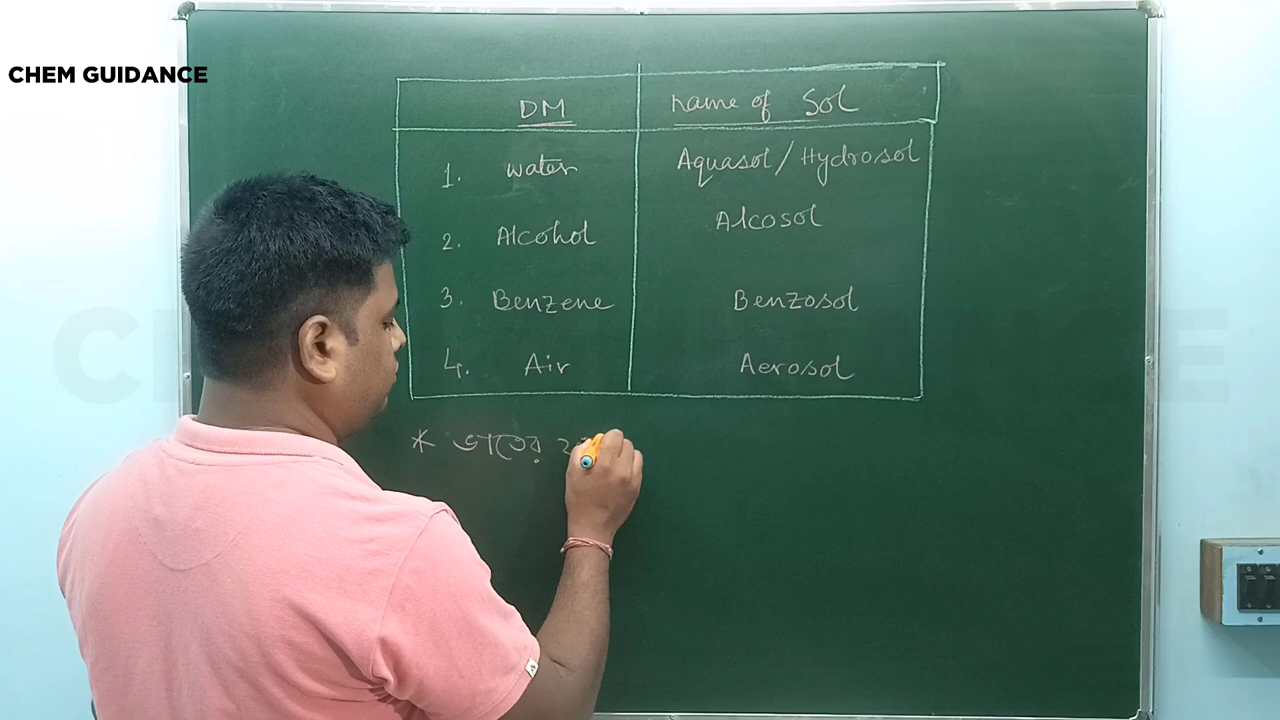 CHEM GUIDANCE
DM name of Sol
1. water Aquasol/Hydrosol
2. Alcohol Alcosol
3. Benzene Benzosol
4. Air Aerosol
* ভাতের